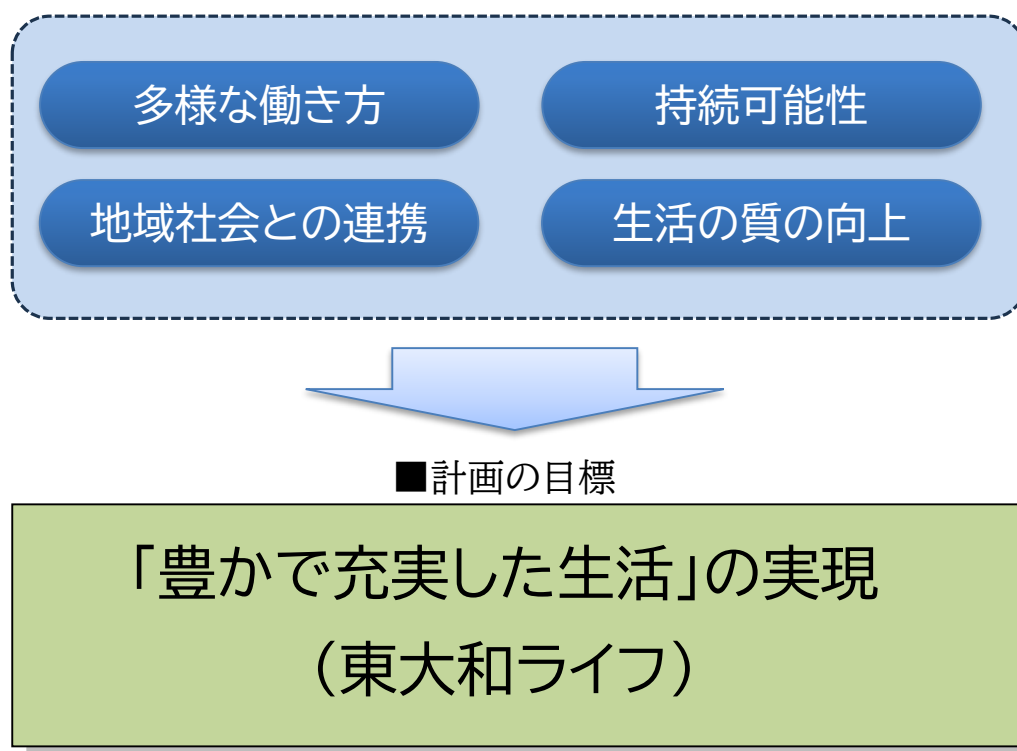 多様な働き方
持続可能性
地域社会との連携
生活の質の向上
■計画の目標
「豊かで充実した生活」の実現
（東大和ライフ）